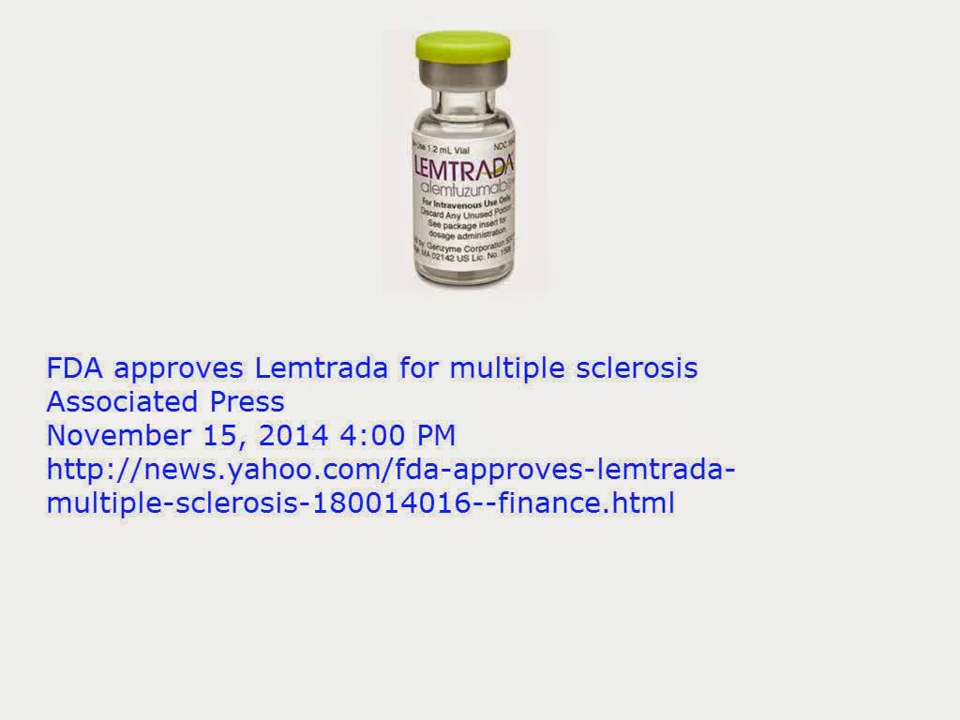 Use 1.2 mL Vial NDC
LEMTRADA
alemtuzumab
For Intravenous Use Only
Discard Any Unused Portion
See package insert for
dosage administration.
by: Genzyme Corporation
MA 02142 US Lic. No. 
FDA approves Lemtrada for multiple sclerosis
Associated Press
November 15, 2014 4:00 PM
http://news.yahoo.com/fda-approves-lemtrada-
multiple-sclerosis-180014016--finance.html